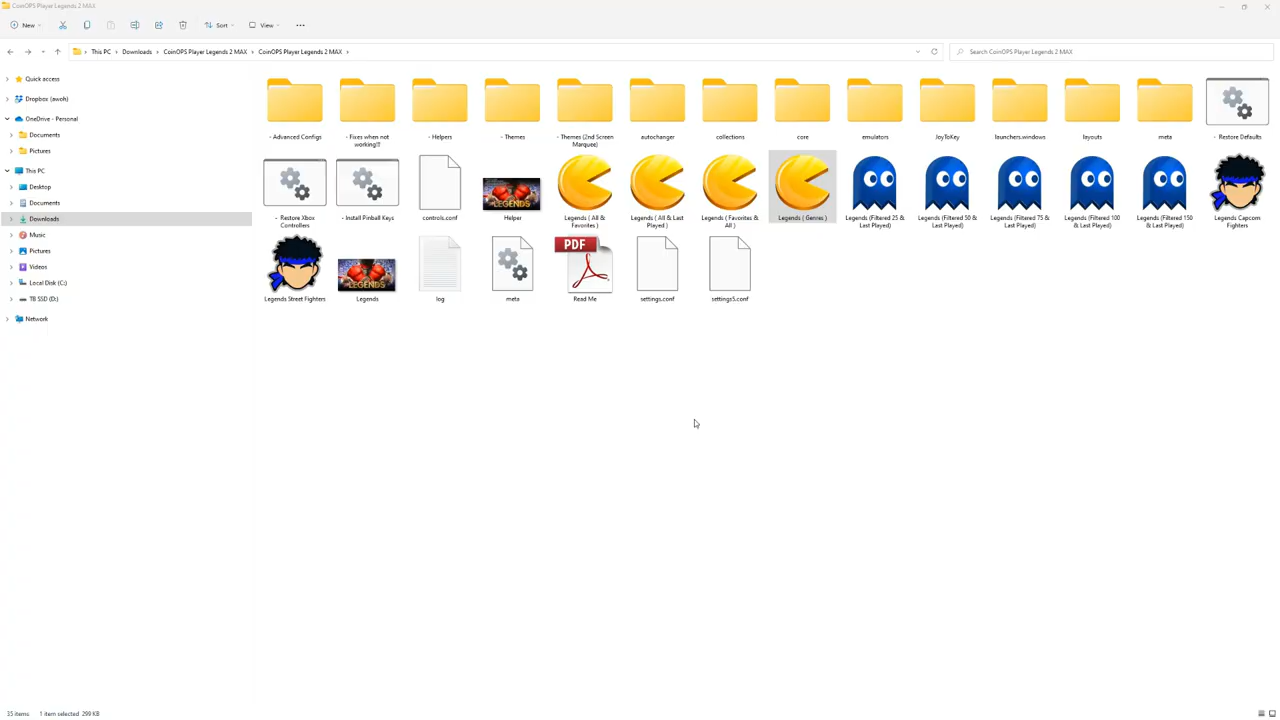 CoinOPS Player Legends 2 MAX
New
Sort
View
This PC
Downloads
CoinOPS Player Legends 2 MAX
CoinOPS Player Legends 2 MAX
Search CoinOPS Player Legends 2 MAX
Quick access
Dropbox (awoh)
OneDrive - Personal
Documents
Pictures
This PC
Desktop
Documents
Downloads
Music
Pictures
Videos
Local Disk (C:)
TB SSD (D:)
Network
- Advanced Configs
- Fixes when not
working!!
- Helpers
- Themes
- Themes (2nd Screen
Marquee)
autochanger
collections
core
emulators
JoyToKey
launchers.windows
layouts
meta
- Restore Defaults
- Restore Xbox
Controllers
- Install Pinball Keys
controls.conf
LEGENDS
Helper
Legends ( All &
Favorites )
Legends ( All & Last
Played )
Legends ( Favorites &
All )
Legends ( Genres )
Legends (Filtered 25 &
Last Played)
Legends (Filtered 50 &
Last Played)
Legends (Filtered 75 &
Last Played)
Legends (Filtered 100
& Last Played)
Legends (Filtered 150
& Last Played)
Legends Capcom
Fighters
Legends Street Fighters
LEGENDS
Legends
log
meta
PDF
Read Me
settings.conf
settings5.conf
35 items
1 item selected 299 KB